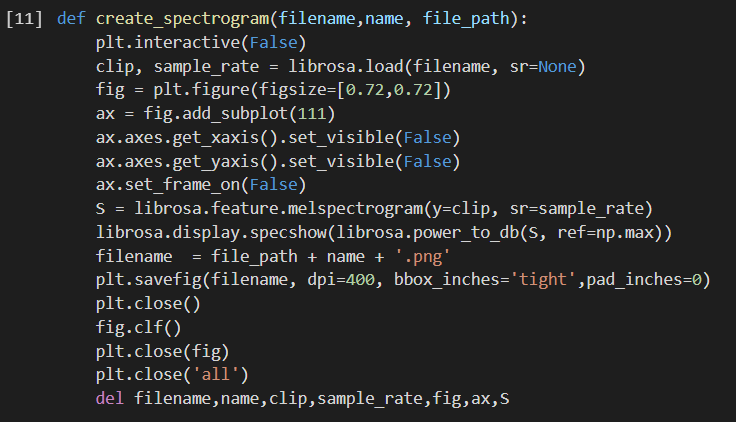 [11] def create_spectrogram(filename,name, file_path):
plt.interactive(False)
clip, sample_rate = librosa.load(filename, sr=None)
fig = plt.figure(figsize=[0.72,0.72])
ax = fig.add_subplot(111)
ax.axes.get_xaxis().set_visible(False)
ax.axes.get_yaxis().set_visible(False)
ax.set_frame_on(False)
S = librosa.feature.melspectrogram(y=clip, sr=sample_rate)
librosa.display.specshow(librosa.power_to_db(S, ref=np.max))
filename  = file_path + name + '.png'
plt.savefig(filename, dpi=400, bbox_inches='tight',pad_inches=0)
plt.close()
fig.clf()
plt.close(fig)
plt.close('all')
del filename,name,clip,sample_rate,fig,ax,S